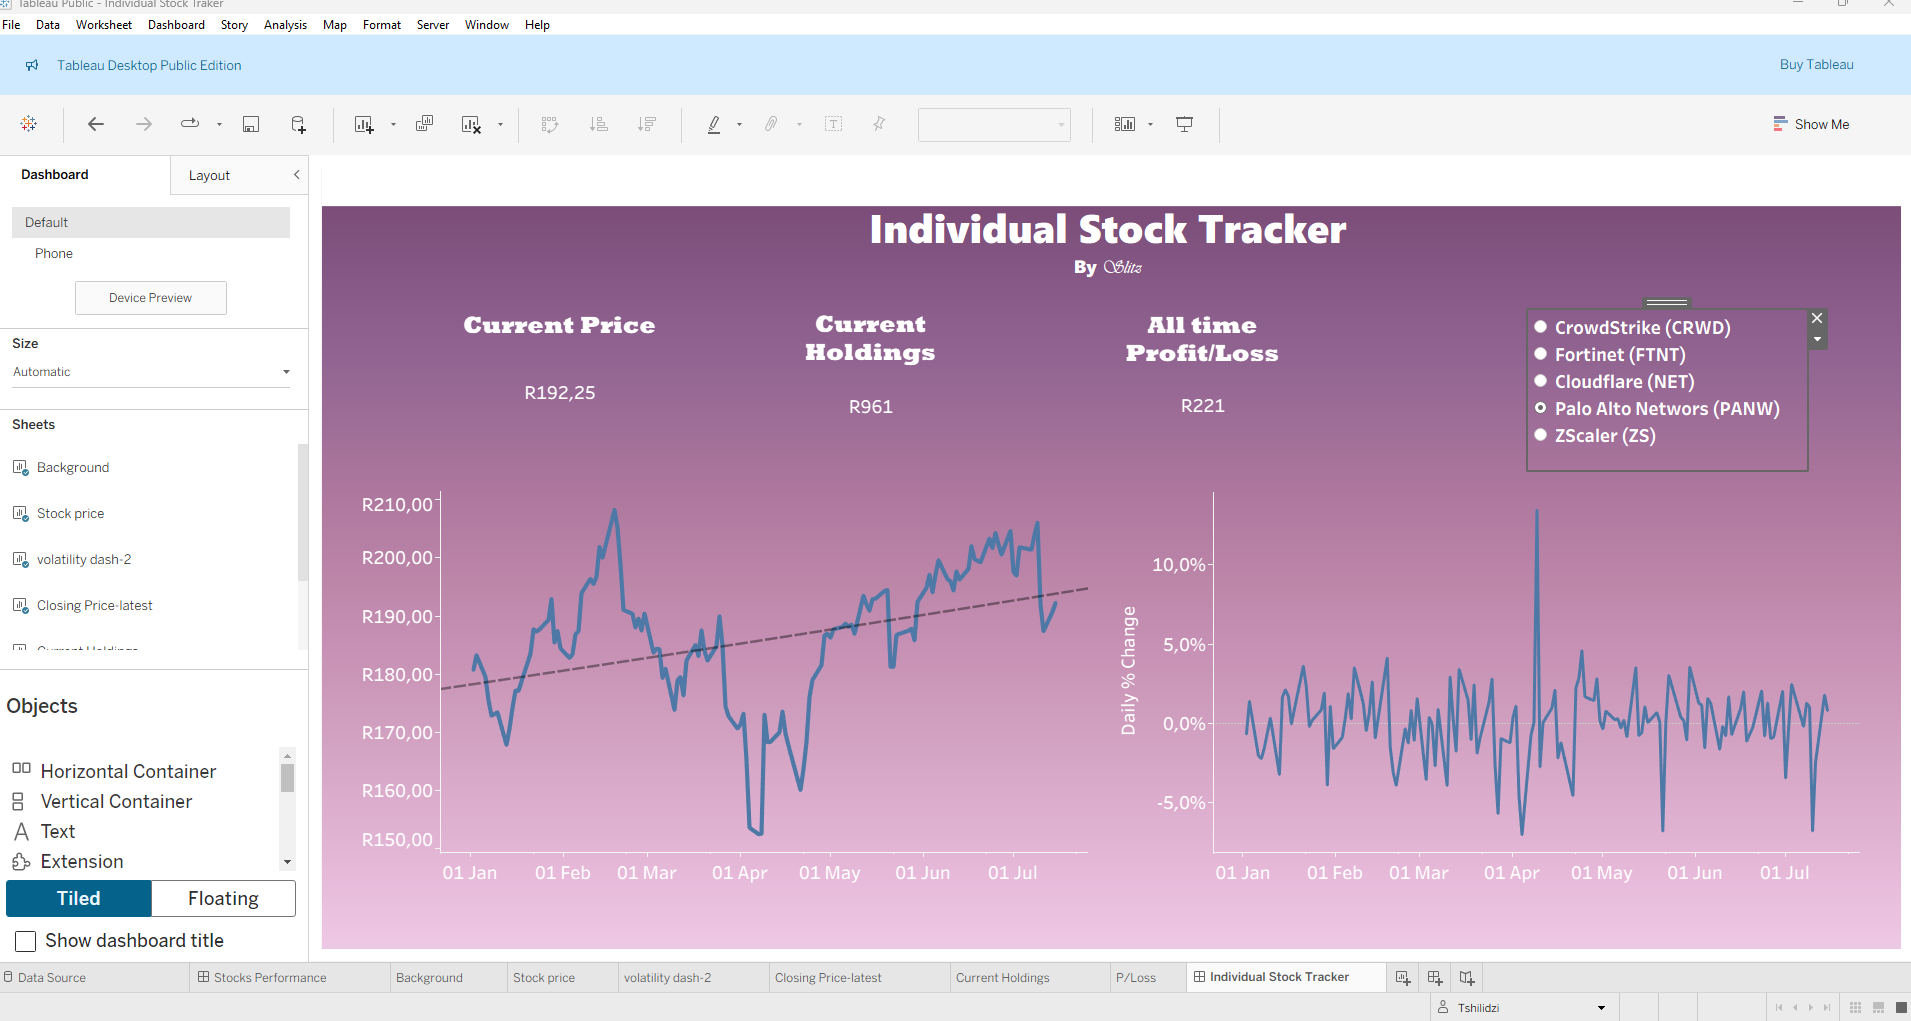 Tableau Public - Individual Stock Traker
File Data Worksheet Dashboard Story Analysis Map Format Server Window Help
Tableau Desktop Public Edition
Buy Tableau
Show Me
Dashboard
Layout
Default
Phone
Device Preview
Size
Automatic
Sheets
Background
Stock price
volatility dash-2
Closing Price-latest
Current Holdings
Objects
Horizontal Container
Vertical Container
Text
Extension
Tiled
Floating
Show dashboard title
Individual Stock Tracker
By Slitz
Current Price
R192,25
Current
Holdings
R961
All time
Profit/Loss
R221
CrowdStrike (CRWD)
Fortinet (FTNT)
Cloudflare (NET)
Palo Alto Networs (PANW)
ZScaler (ZS)
R210,00
R200,00
R190,00
R180,00
R170,00
R160,00
R150,00
01 Jan 01 Feb 01 Mar 01 Apr 01 May 01 Jun 01 Jul
Daily % Change
10,0%
5,0%
0,0%
-5,0%
01 Jan 01 Feb 01 Mar 01 Apr 01 May 01 Jun 01 Jul
Data Source Stocks Performance Background Stock price volatility dash-2 Closing Price-latest Current Holdings P/Loss Individual Stock Tracker
Tshilidzi